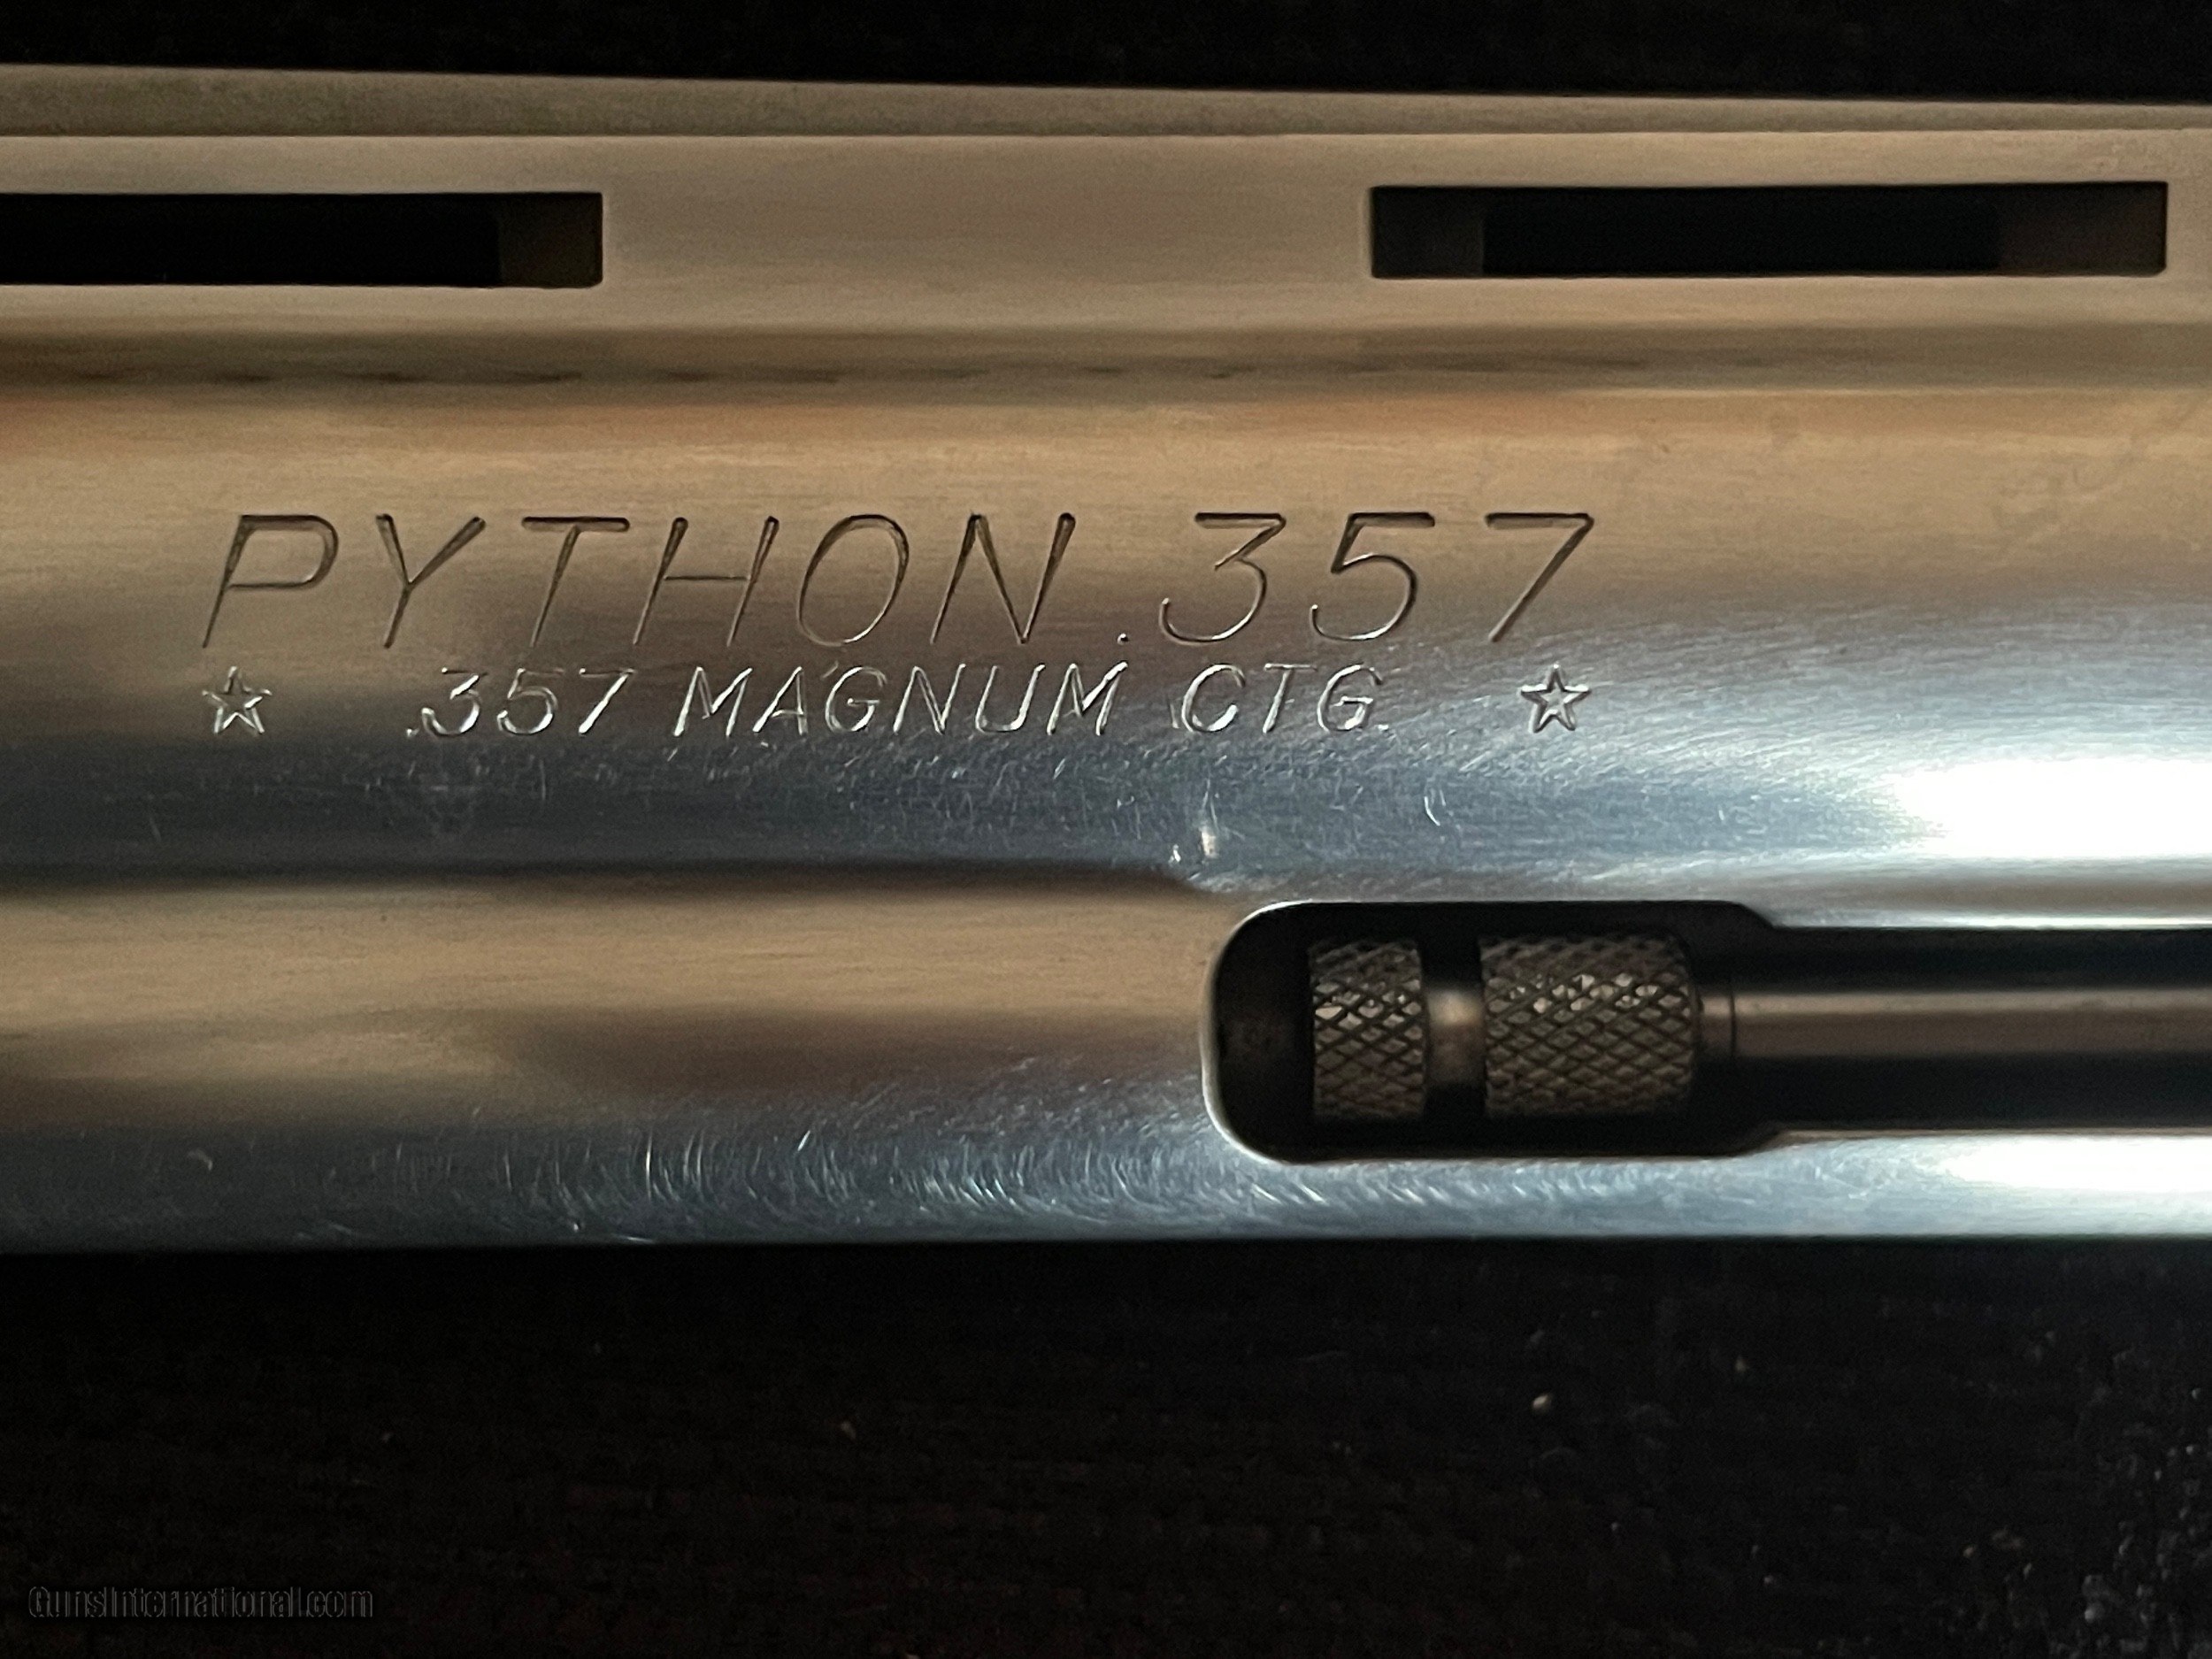 PYTHON .357
☆ .357 MAGNUM CTG. ☆
GunsInternational.com